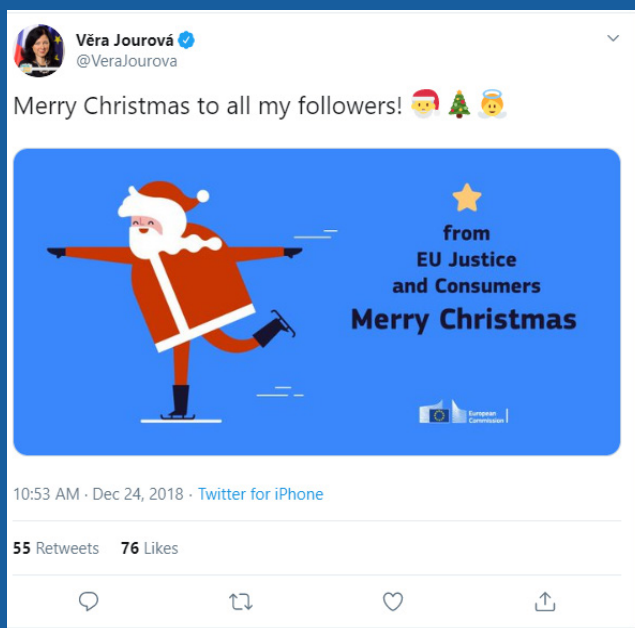 Věra Jourová
@VeraJourova
Merry Christmas to all my followers! 🎅🎄👼
from
EU Justice
and Consumers
Merry Christmas
European
Commission
10:53 AM · Dec 24, 2018 · Twitter for iPhone
55 Retweets 76 Likes